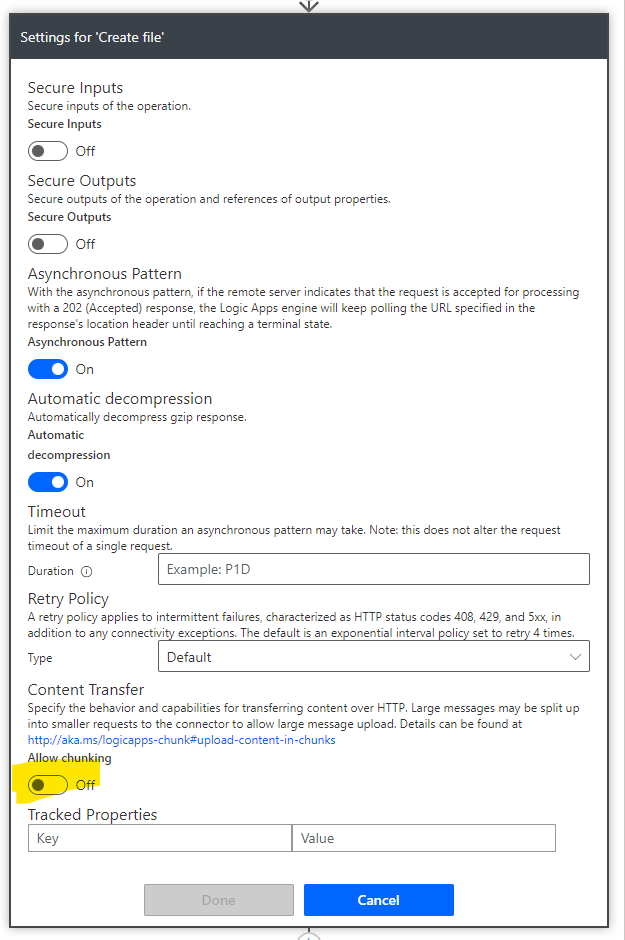 Settings for 'Create file'
Secure Inputs
Secure inputs of the operation.
Secure Inputs
Off
Secure Outputs
Secure outputs of the operation and references of output properties.
Secure Outputs
Off
Asynchronous Pattern
With the asynchronous pattern, if the remote server indicates that the request is accepted for processing
with a 202 (Accepted) response, the Logic Apps engine will keep polling the URL specified in the
response's location header until reaching a terminal state.
Asynchronous Pattern
On
Automatic decompression
Automatically decompress gzip response.
Automatic
decompression
On
Timeout
Limit the maximum duration an asynchronous pattern may take. Note: this does not alter the request
timeout of a single request.
Duration Example: P1D
Retry Policy
A retry policy applies to intermittent failures, characterized as HTTP status codes 408, 429, and 5xx, in
addition to any connectivity exceptions. The default is an exponential interval policy set to retry 4 times.
Type Default
Content Transfer
Specify the behavior and capabilities for transferring content over HTTP. Large messages may be split up
into smaller requests to the connector to allow large message upload. Details can be found at
http://aka.ms/logicapps-chunk#upload-content-in-chunks
Allow chunking
Off
Tracked Properties
Key Value
Done Cancel